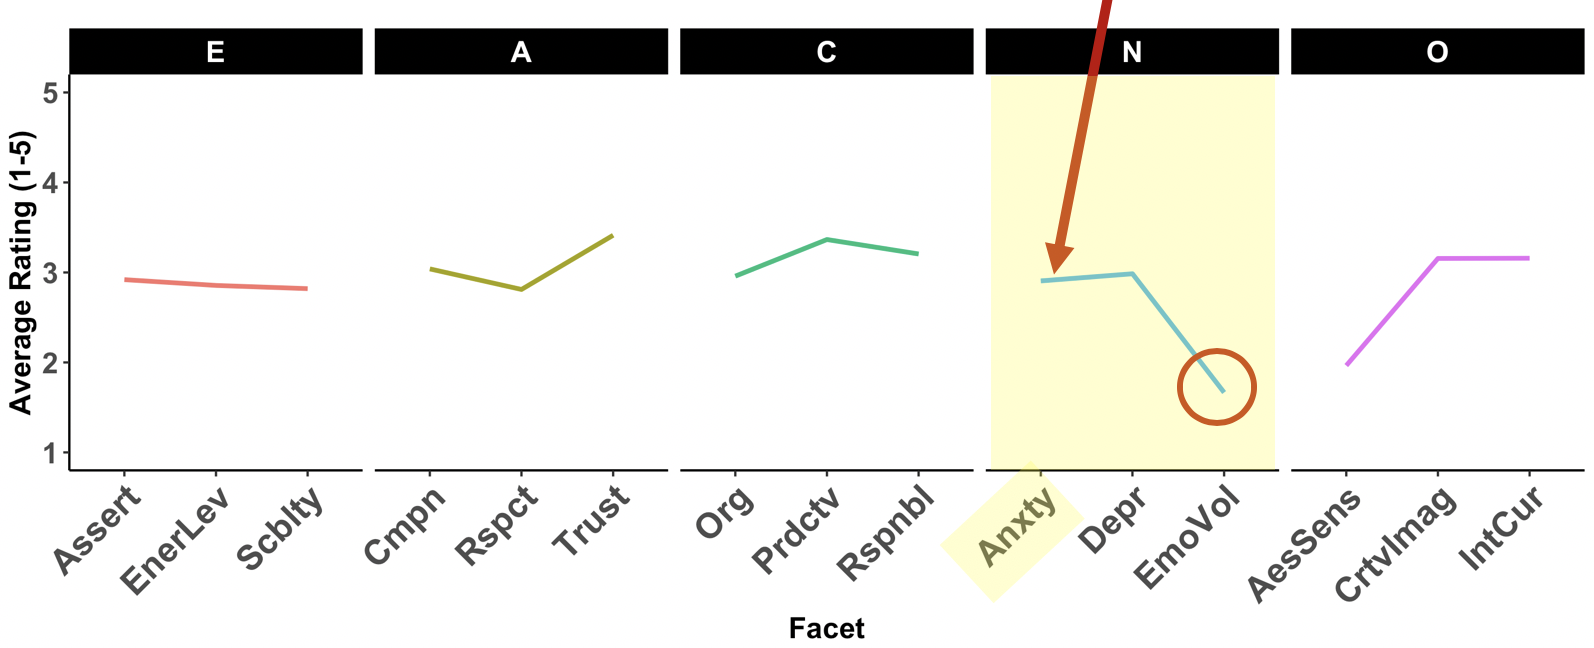 E A C N O
Average Rating (1-5)
5
4
3
2
1
Assert EnerLev Scblty Cmpn Rspct Trust Org Prdctv Rspnbl Anxty Depr EmoVol AesSens CrtvImag IntCur
Facet